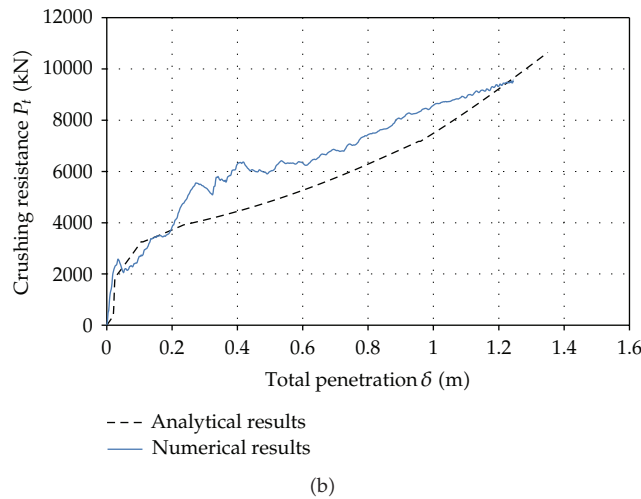 12000
10000
8000
6000
4000
2000
0
Crushing resistance P_t (kN)
0 0.2 0.4 0.6 0.8 1 1.2 1.4 1.6
Total penetration δ (m)
Analytical results
Numerical results
(b)